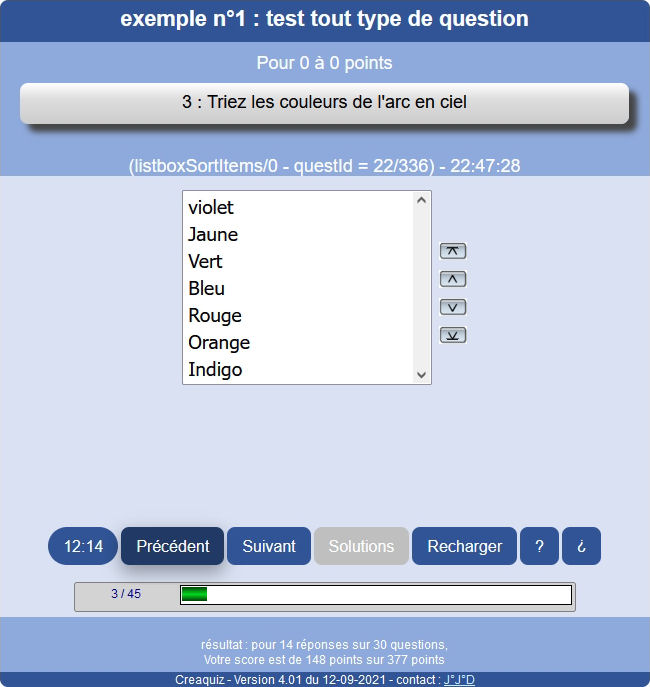 exemple n°1 : test tout type de question
Pour 0 à 0 points
3 : Triez les couleurs de l'arc en ciel
(listboxSortItems/0 - questId = 22/336) - 22:47:28
violet
Jaune
Vert
Bleu
Rouge
Orange
Indigo
12:14 Précédent Suivant Solutions Recharger ? ¿
3 / 45
résultat : pour 14 réponses sur 30 questions,
Votre score est de 148 points sur 377 points
Creaquiz - Version 4.01 du 12-09-2021 - contact : J°J°D